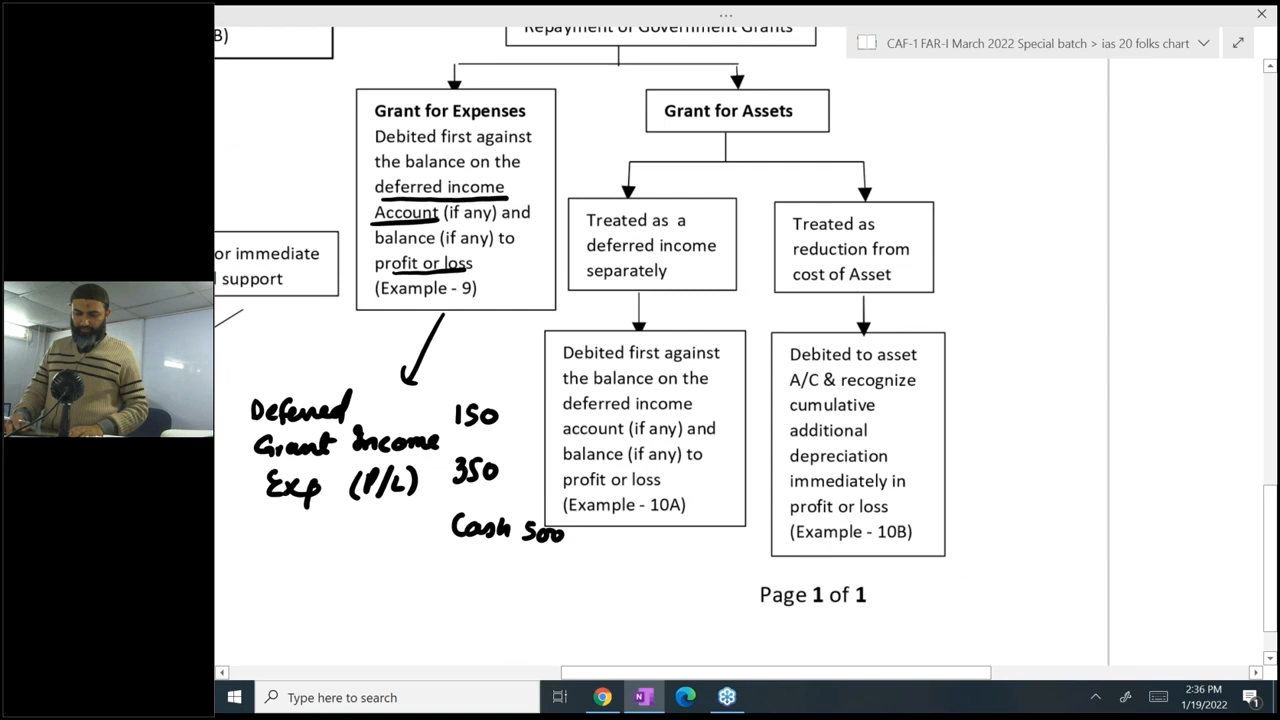 CAF-1 FAR-I March 2022 Special batch > ias 20 folks chart
B)
Repayment of Government Grants
Grant for Expenses
Debited first against
the balance on the
deferred income
Account (if any) and
balance (if any) to
profit or loss
(Example - 9)
Grant for Assets
Treated as a
deferred income
separately
Treated as
reduction from
cost of Asset
or immediate
support
Debited first against
the balance on the
deferred income
account (if any) and
balance (if any) to
profit or loss
(Example - 10A)
Debited to asset
A/C & recognize
cumulative
additional
depreciation
immediately in
profit or loss
(Example - 10B)
Deferred
Grant Income 150
Exp (P/L) 350
Cash 500
Page 1 of 1
Type here to search
2:36 PM
1/19/2022
1